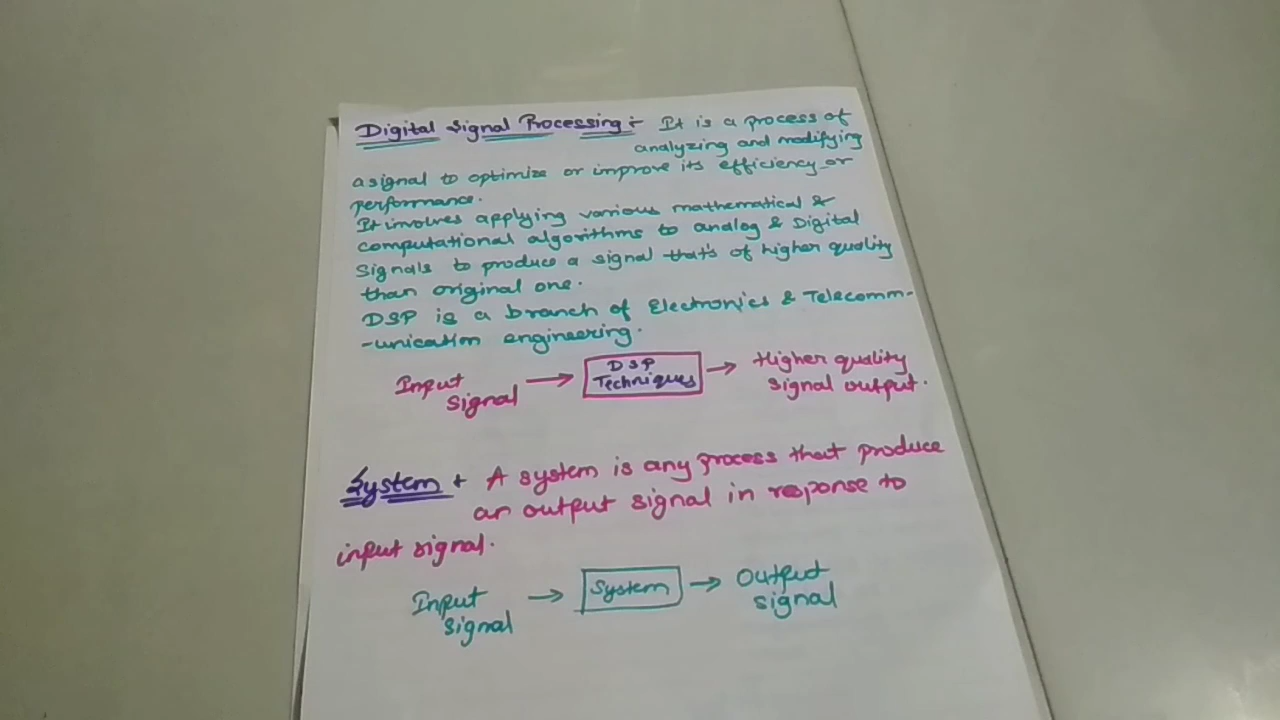 Digital Signal Processing :- It is a process of
analyzing and modifying
a signal to optimize or improve its efficiency or
performance.
It involves applying various mathematical &
computational algorithms to analog & Digital
Signals to produce a signal that's of higher quality
than original one.
DSP is a branch of Electronics & Telecomm-
-unication engineering.
Input Signal → DSP Techniques → Higher quality signal output.
System :- A system is any process that produce
an output signal in response to
input signal.
Input signal → System → Output signal